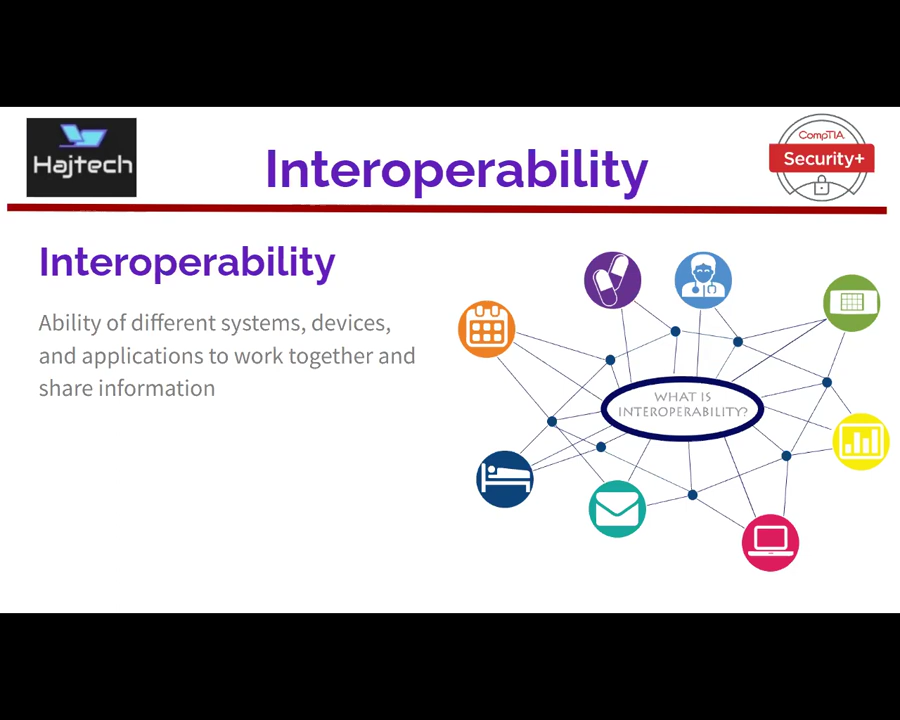 Hajtech
Interoperability
CompTIA.
Security+
Interoperability
Ability of different systems, devices,
and applications to work together and
share information
WHAT IS
INTEROPERABILITY?